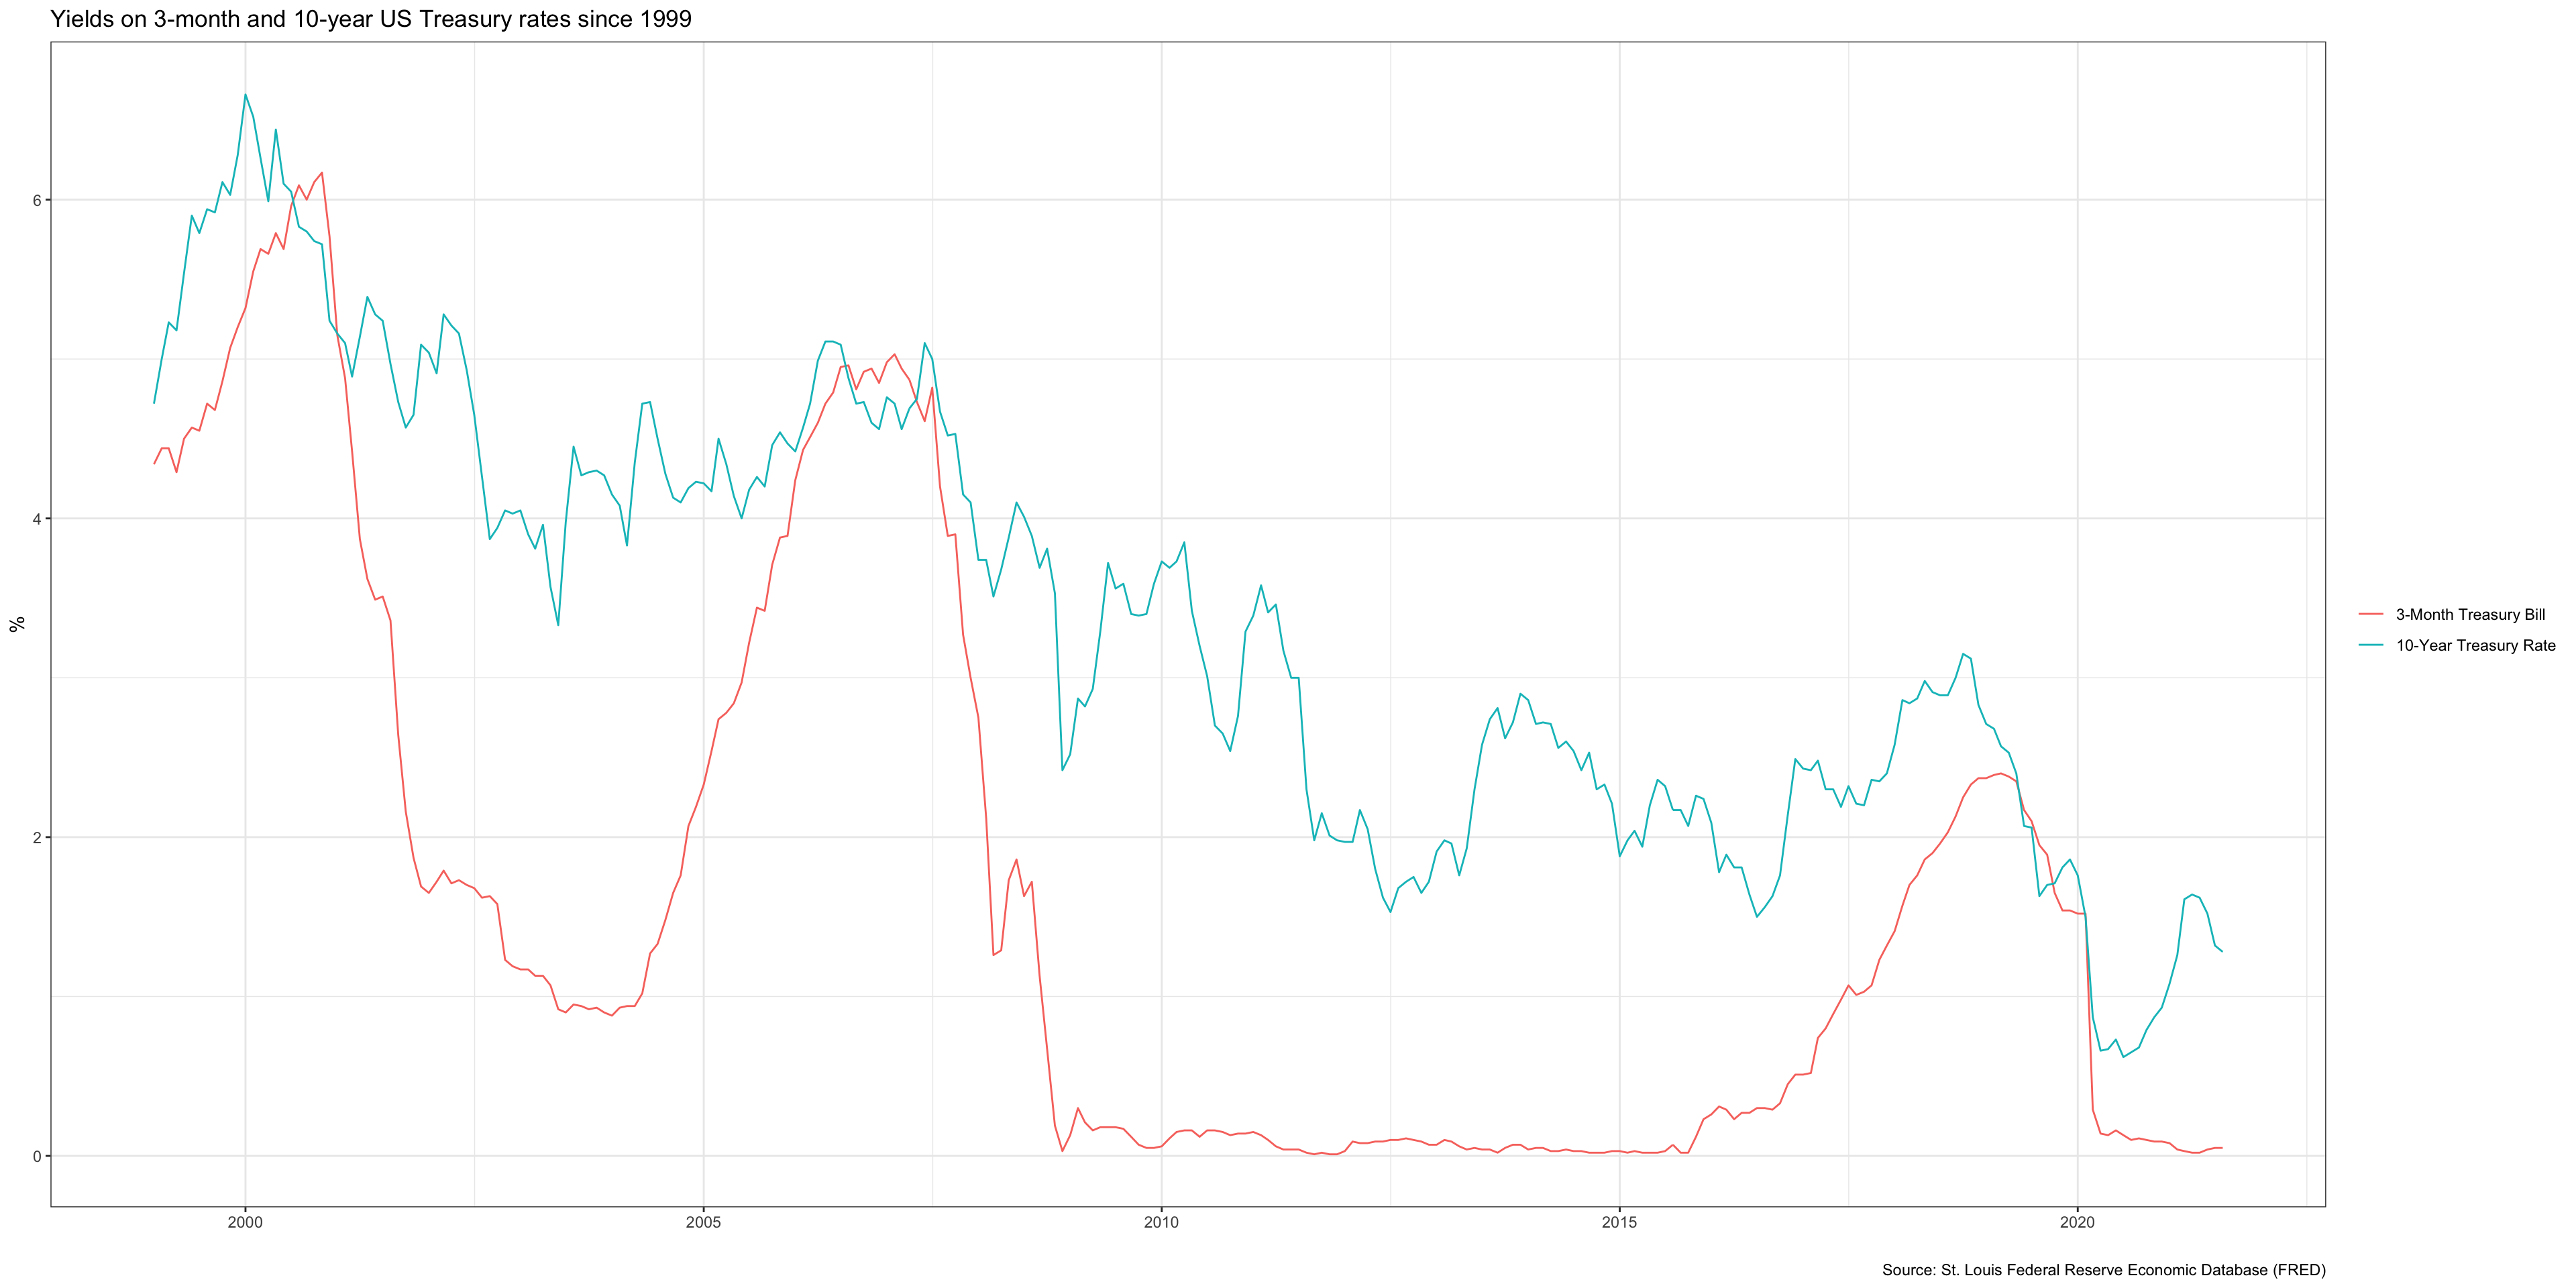 Yields on 3-month and 10-year US Treasury rates since 1999
%
6
4
2
0
2000
2005
2010
2015
2020
3-Month Treasury Bill
10-Year Treasury Rate
Source: St. Louis Federal Reserve Economic Database (FRED)